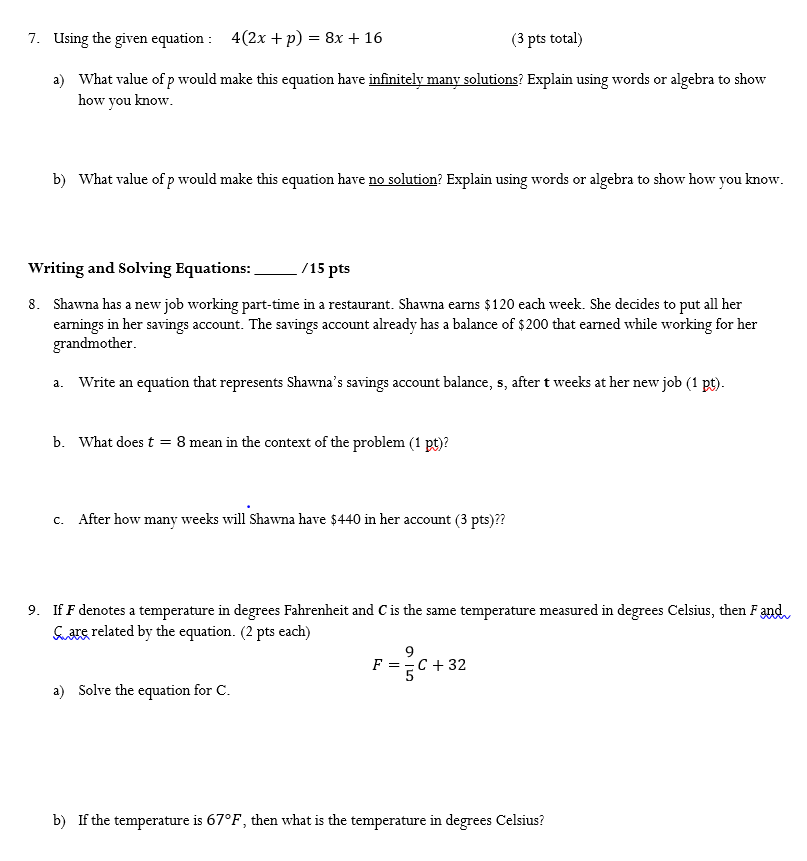 7. Using the given equation : 4(2x + p) = 8x + 16 (3 pts total)
a) What value of p would make this equation have infinitely many solutions? Explain using words or algebra to show
how you know.
b) What value of p would make this equation have no solution? Explain using words or algebra to show how you know.
Writing and Solving Equations: _____ /15 pts
8. Shawna has a new job working part-time in a restaurant. Shawna earns $120 each week. She decides to put all her
earnings in her savings account. The savings account already has a balance of $200 that earned while working for her
grandmother.
a. Write an equation that represents Shawna's savings account balance, s, after t weeks at her new job (1 pt).
b. What does t = 8 mean in the context of the problem (1 pt)?
c. After how many weeks will Shawna have $440 in her account (3 pts)??
9. If F denotes a temperature in degrees Fahrenheit and C is the same temperature measured in degrees Celsius, then F and
C are related by the equation. (2 pts each)
F = 9/5 C + 32
a) Solve the equation for C.
b) If the temperature is 67°F, then what is the temperature in degrees Celsius?